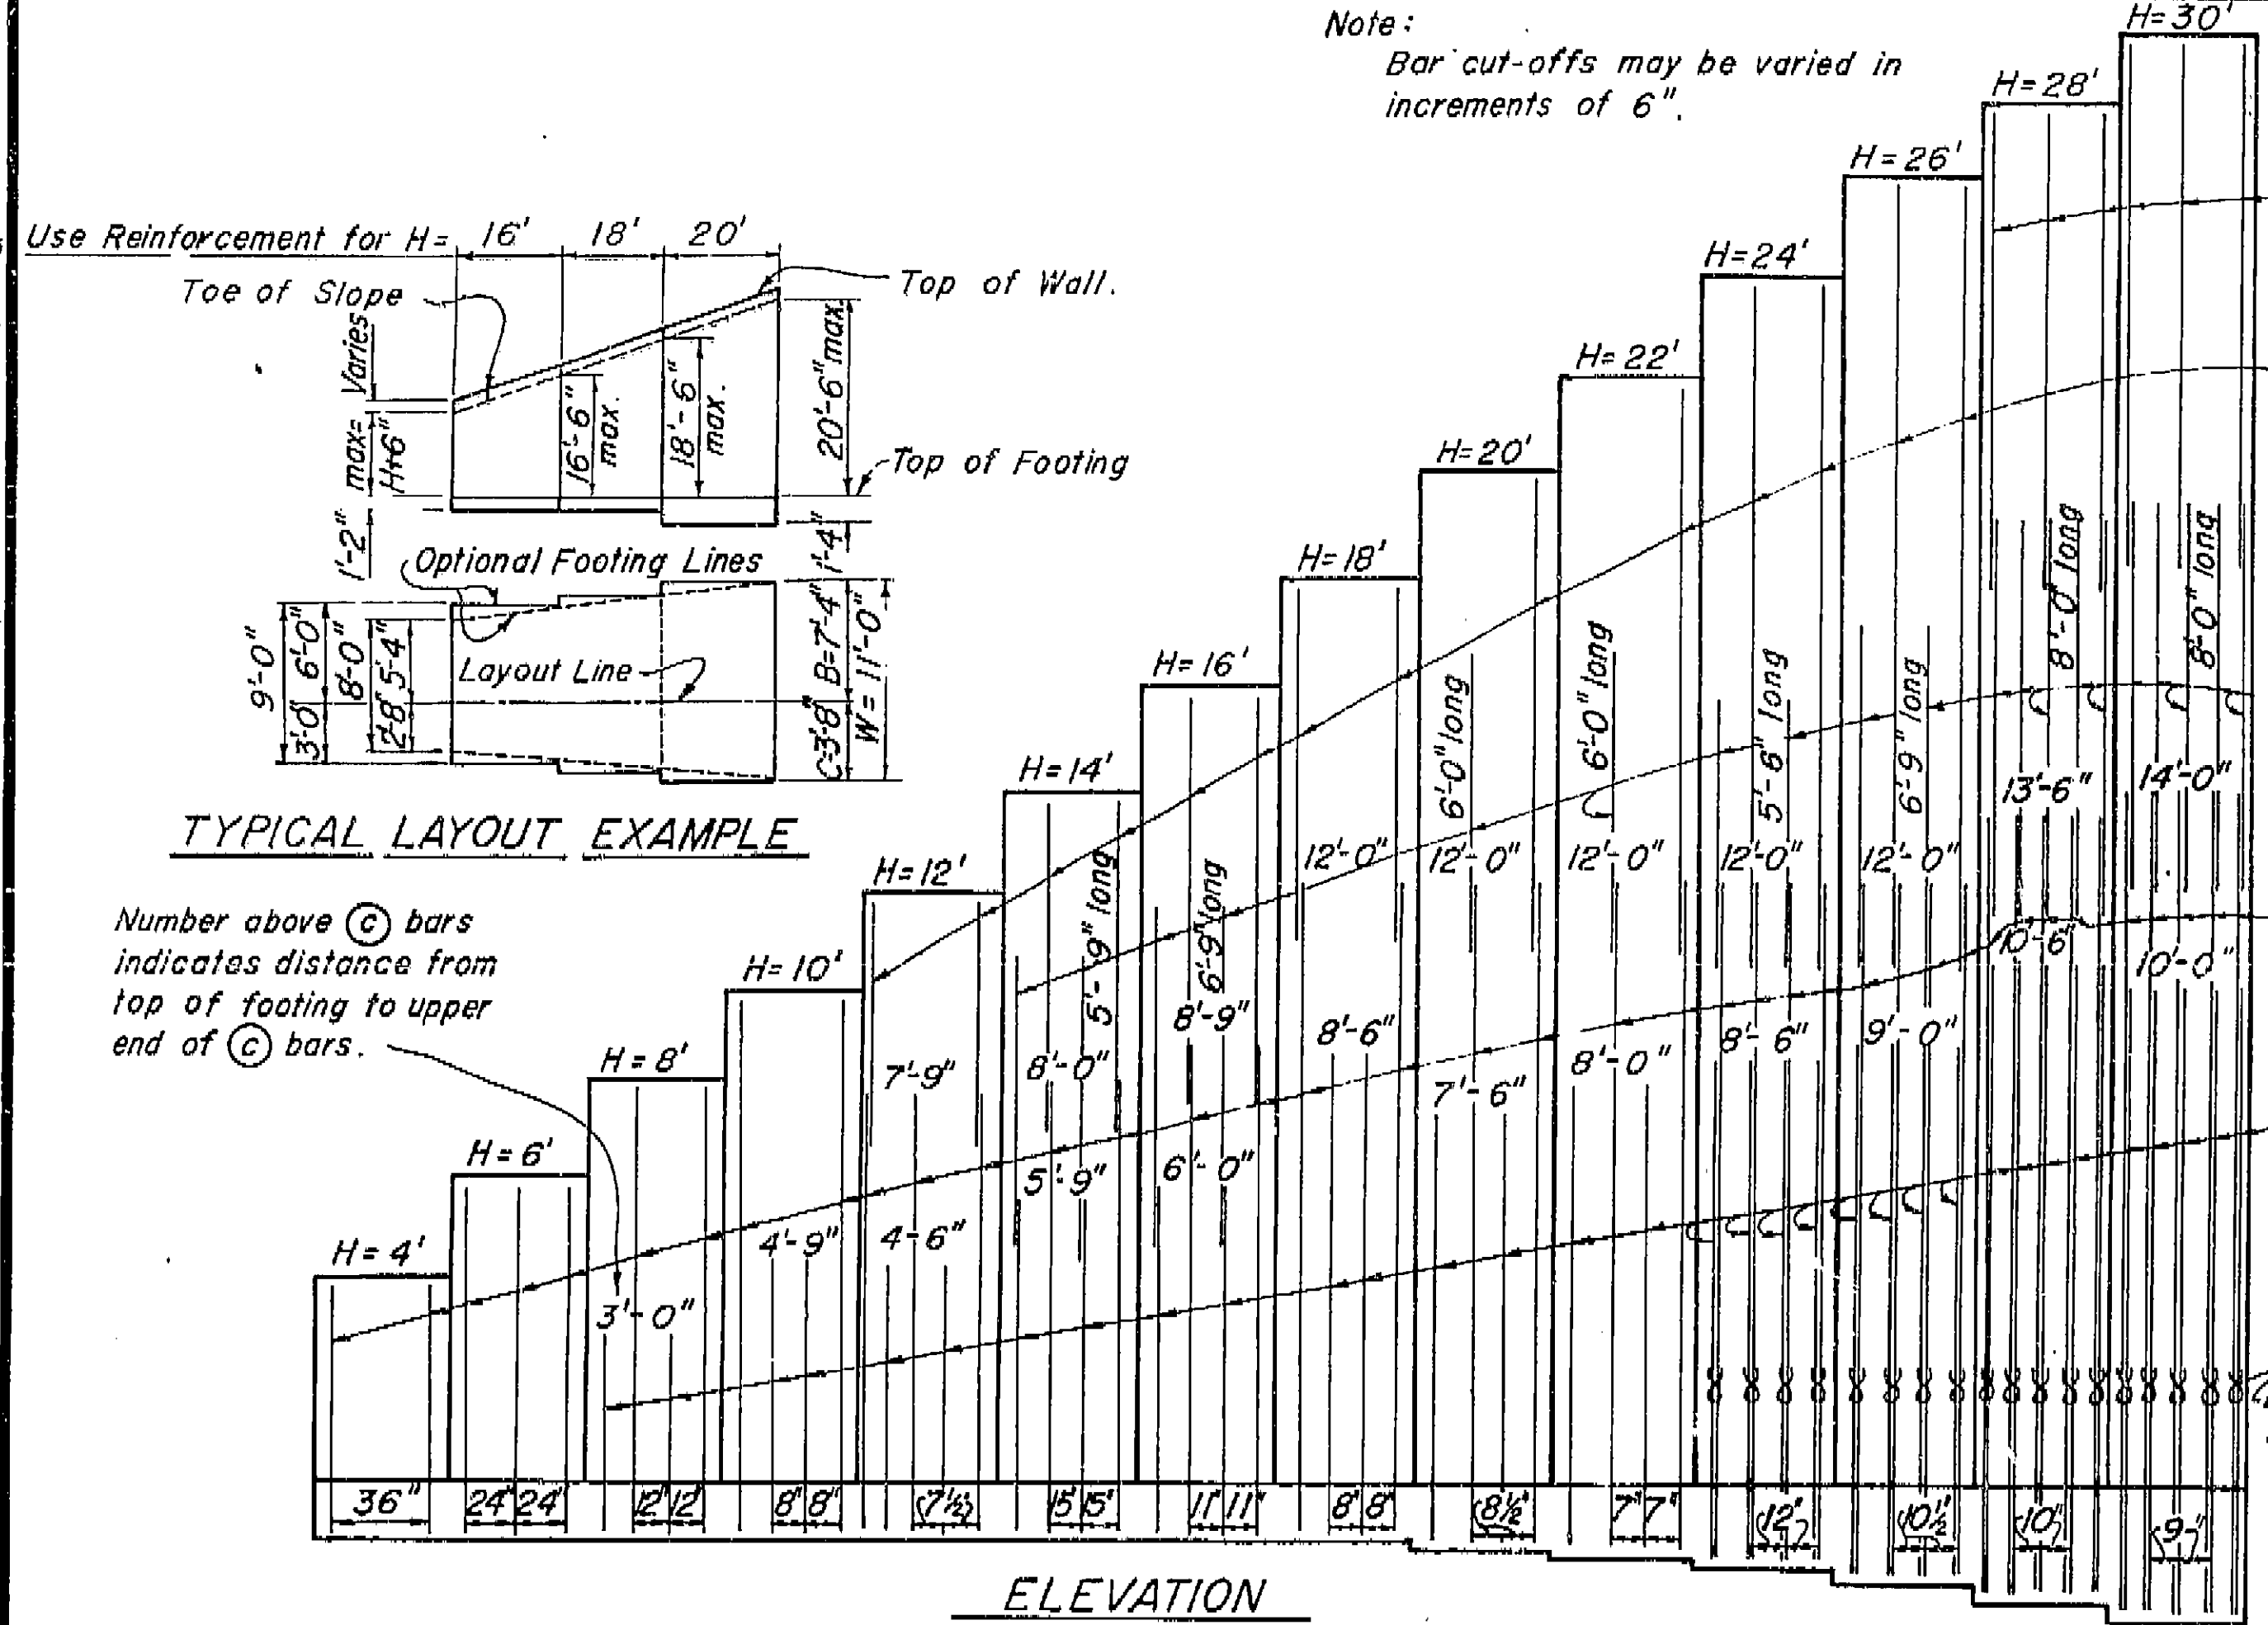 Note:
Bar cut-offs may be varied in
increments of 6".
H=30'
H=28'
H=26'
H=24'
H=22'
H=20'
H=18'
H=16'
H=14'
H=12'
H=10'
H=8'
H=6'
H=4'
Use Reinforcement for H= 16' 18' 20'
Toe of Slope
Top of Wall.
Varies
max=
H+6"
16'-6"
max.
18'-6"
max.
20'-6" max.
Top of Footing
1'-2"
1'-4"
Optional Footing Lines
Layout Line
9'-0"
3'-0" 6'-0"
8'-0"
2'-8" 5'-4"
C=3'-8" B=7'-4"
W=11'-0"
TYPICAL LAYOUT EXAMPLE
Number above (c) bars
indicates distance from
top of footing to upper
end of (c) bars.
5'-9" long
6'-9" long
6'-0" long
6'-0" long
5'-6" long
6'-9" long
8'-0" long
8'-0" long
12'-0" 12'-0" 12'-0" 12'-0" 12'-0" 13'-6" 14'-0"
7'-9" 8'-0" 8'-9" 8'-6" 7'-6" 8'-0" 8'-6" 9'-0" 10'-6" 10'-0"
3'-0" 4'-9" 4-6" 5'-9" 6'-0"
36" 24" 24" 12" 12" 8" 8" 7½" 15" 15" 11" 11" 8" 8" 8½" 7" 7" 12" 10½" 10" 9"
ELEVATION